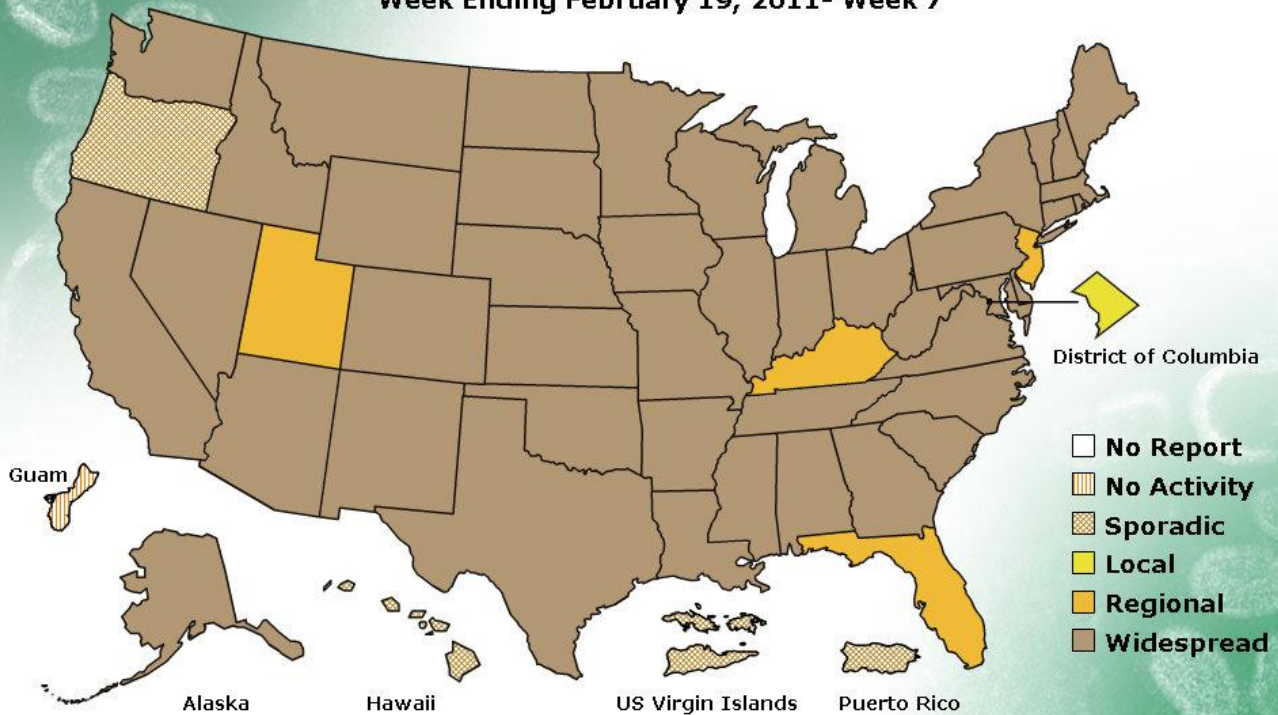 Week Ending February 19, 2011- Week 7
District of Columbia
No Report
Guam
No Activity
Sporadic
Local
Regional
Widespread
Alaska
Hawaii
US Virgin Islands
Puerto Rico